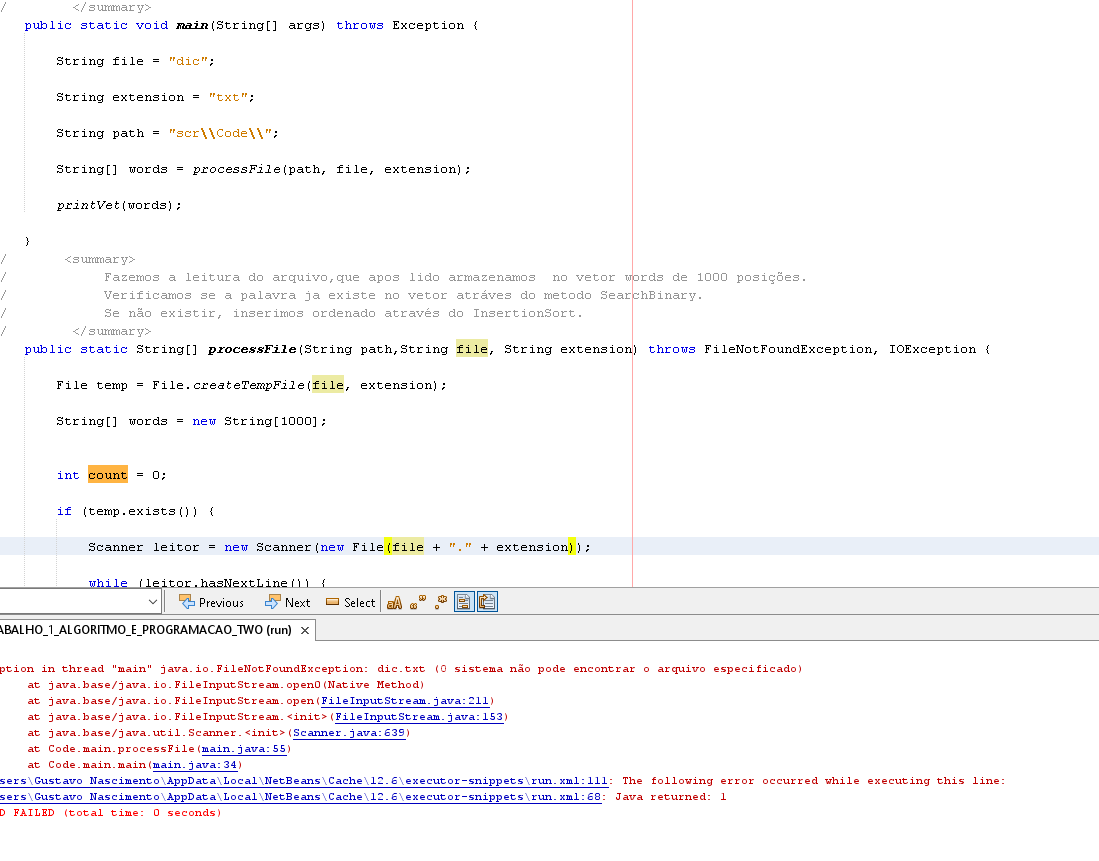 / </summary>
public static void main(String[] args) throws Exception {
String file = "dic";
String extension = "txt";
String path = "scr\\Code\\";
String[] words = processFile(path, file, extension);
printVet(words);
}
/ <summary>
/ Fazemos a leitura do arquivo,que apos lido armazenamos  no vetor words de 1000 posições.
/ Verificamos se a palavra ja existe no vetor atráves do metodo SearchBinary.
/ Se não existir, inserimos ordenado através do InsertionSort.
/ </summary>
public static String[] processFile(String path,String file, String extension) throws FileNotFoundException, IOException {
File temp = File.createTempFile(file, extension);
String[] words = new String[1000];
int count = 0;
if (temp.exists()) {
Scanner leitor = new Scanner(new File(file + "." + extension));
while (leitor.hasNextLine()) {
Previous Next Select
ABALHO_1_ALGORITMO_E_PROGRAMACAO_TWO (run) ×
ption in thread "main" java.io.FileNotFoundException: dic.txt (O sistema não pode encontrar o arquivo especificado)
at java.base/java.io.FileInputStream.open0(Native Method)
at java.base/java.io.FileInputStream.open(FileInputStream.java:211)
at java.base/java.io.FileInputStream.<init>(FileInputStream.java:153)
at java.base/java.util.Scanner.<init>(Scanner.java:639)
at Code.main.processFile(main.java:55)
at Code.main.main(main.java:34)
sers\Gustavo Nascimento\AppData\Local\NetBeans\Cache\12.6\executor-snippets\run.xml:111: The following error occurred while executing this line:
sers\Gustavo Nascimento\AppData\Local\NetBeans\Cache\12.6\executor-snippets\run.xml:68: Java returned: 1
D FAILED (total time: 0 seconds)